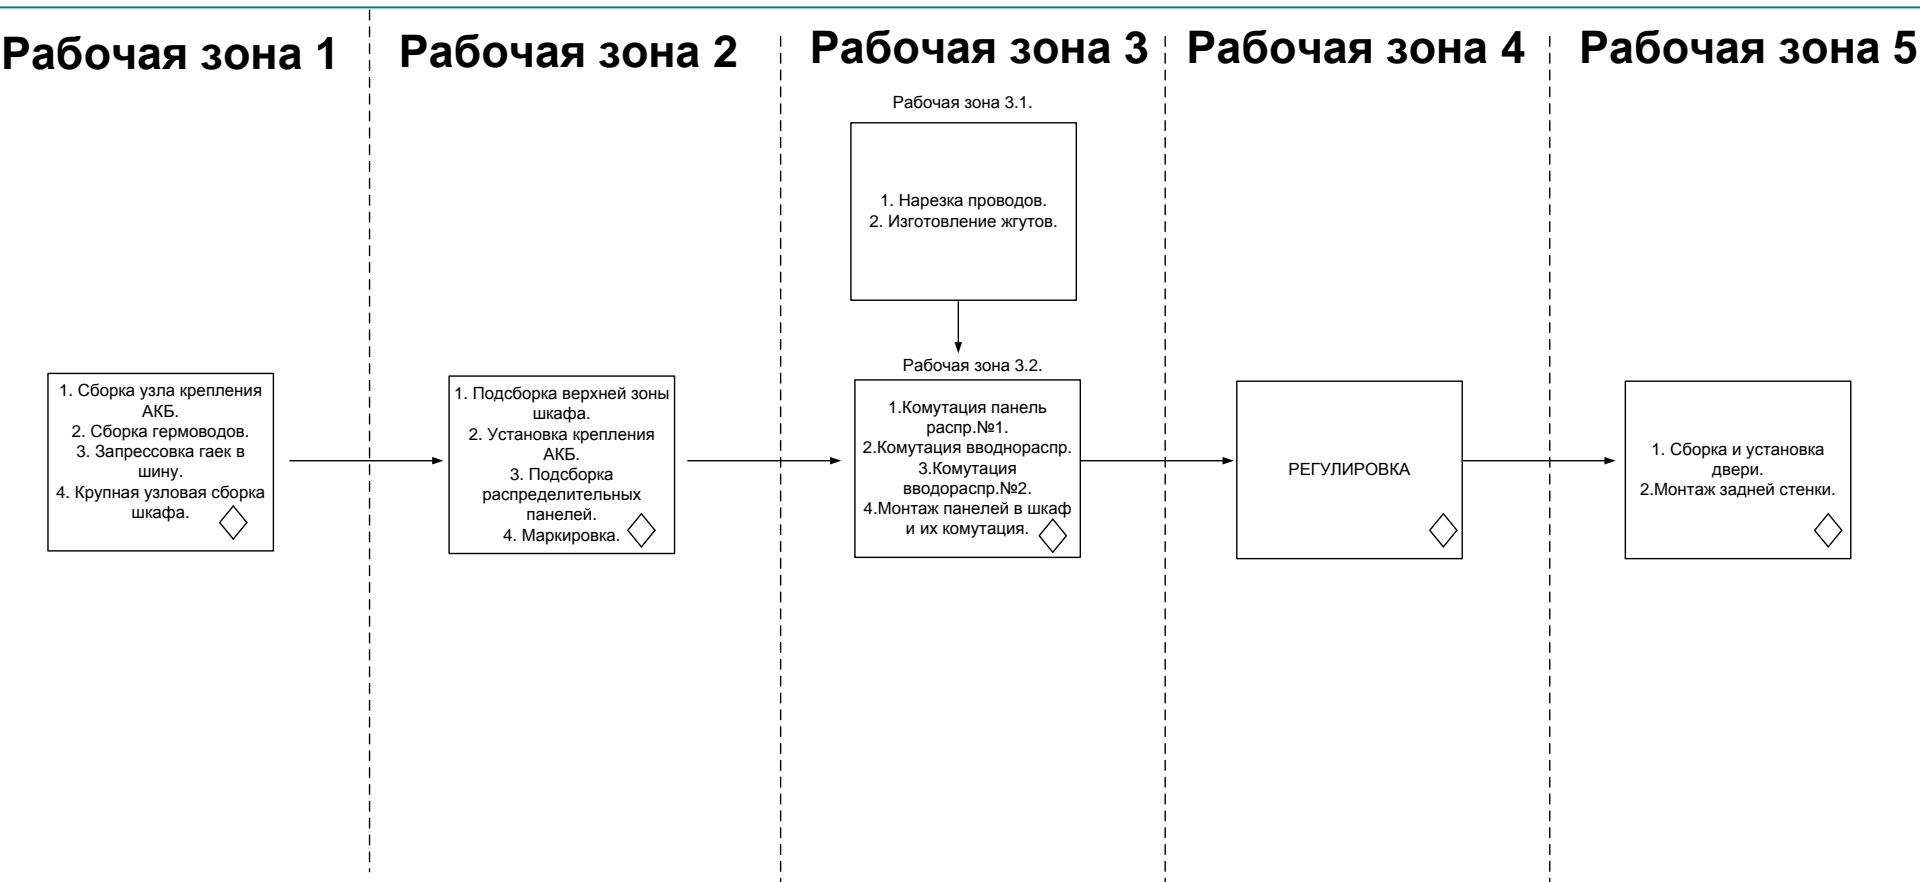 Рабочая зона 1
Рабочая зона 2
Рабочая зона 3
Рабочая зона 4
Рабочая зона 5
Рабочая зона 3.1.
1. Нарезка проводов.
2. Изготовление жгутов.
Рабочая зона 3.2.
1. Сборка узла крепления
АКБ.
2. Сборка гермоводов.
3. Запрессовка гаек в
шину.
4. Крупная узловая сборка
шкафа.
1. Подсборка верхней зоны
шкафа.
2. Установка крепления
АКБ.
3. Подсборка
распределительных
панелей.
4. Маркировка.
1.Комутация панель
распр.№1.
2.Комутация вводнораспр.
3.Комутация
вводораспр.№2.
4.Монтаж панелей в шкаф
и их комутация.
РЕГУЛИРОВКА
1. Сборка и установка
двери.
2.Монтаж задней стенки.